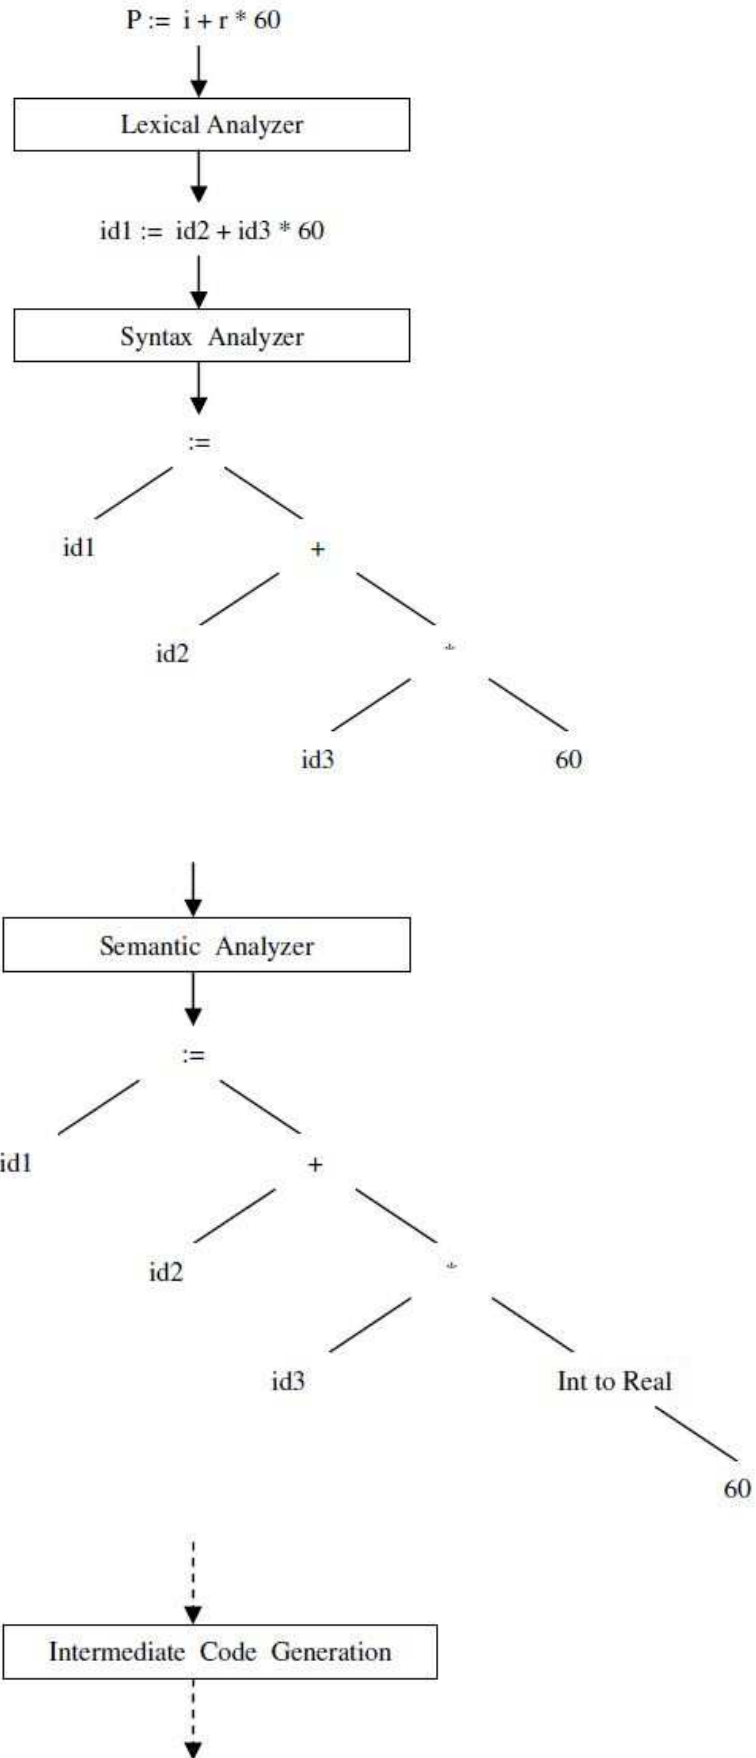 P := i + r * 60
Lexical Analyzer
id1 := id2 + id3 * 60
Syntax Analyzer
:=
id1
+
id2
*
id3
60
Semantic Analyzer
:=
id1
+
id2
*
id3
Int to Real
60
Intermediate Code Generation